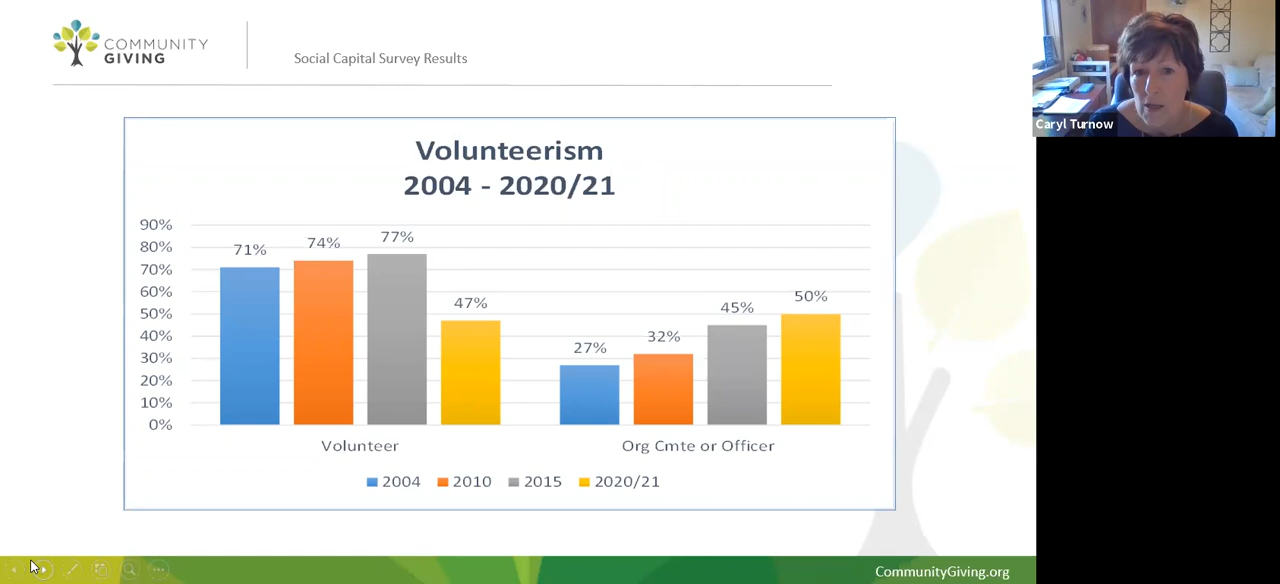 COMMUNITY
GIVING
Social Capital Survey Results
Caryl Turnow
Volunteerism
2004 - 2020/21
90%
80%
70%
60%
50%
40%
30%
20%
10%
0%
71%
74%
77%
47%
27%
32%
45%
50%
Volunteer
Org Cmte or Officer
2004
2010
2015
2020/21
CommunityGiving.org